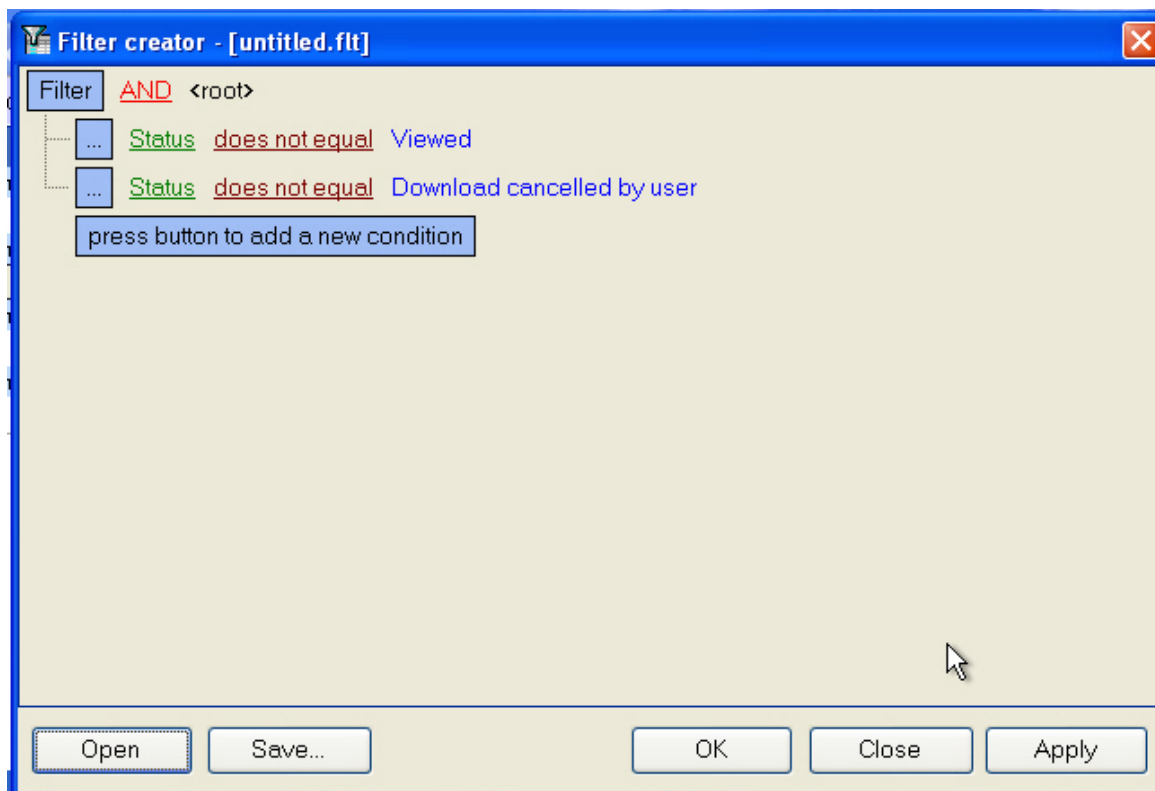 Filter creator - [untitled.flt]
Filter AND <root>
... Status does not equal Viewed
... Status does not equal Download cancelled by user
press button to add a new condition
Open Save... OK Close Apply